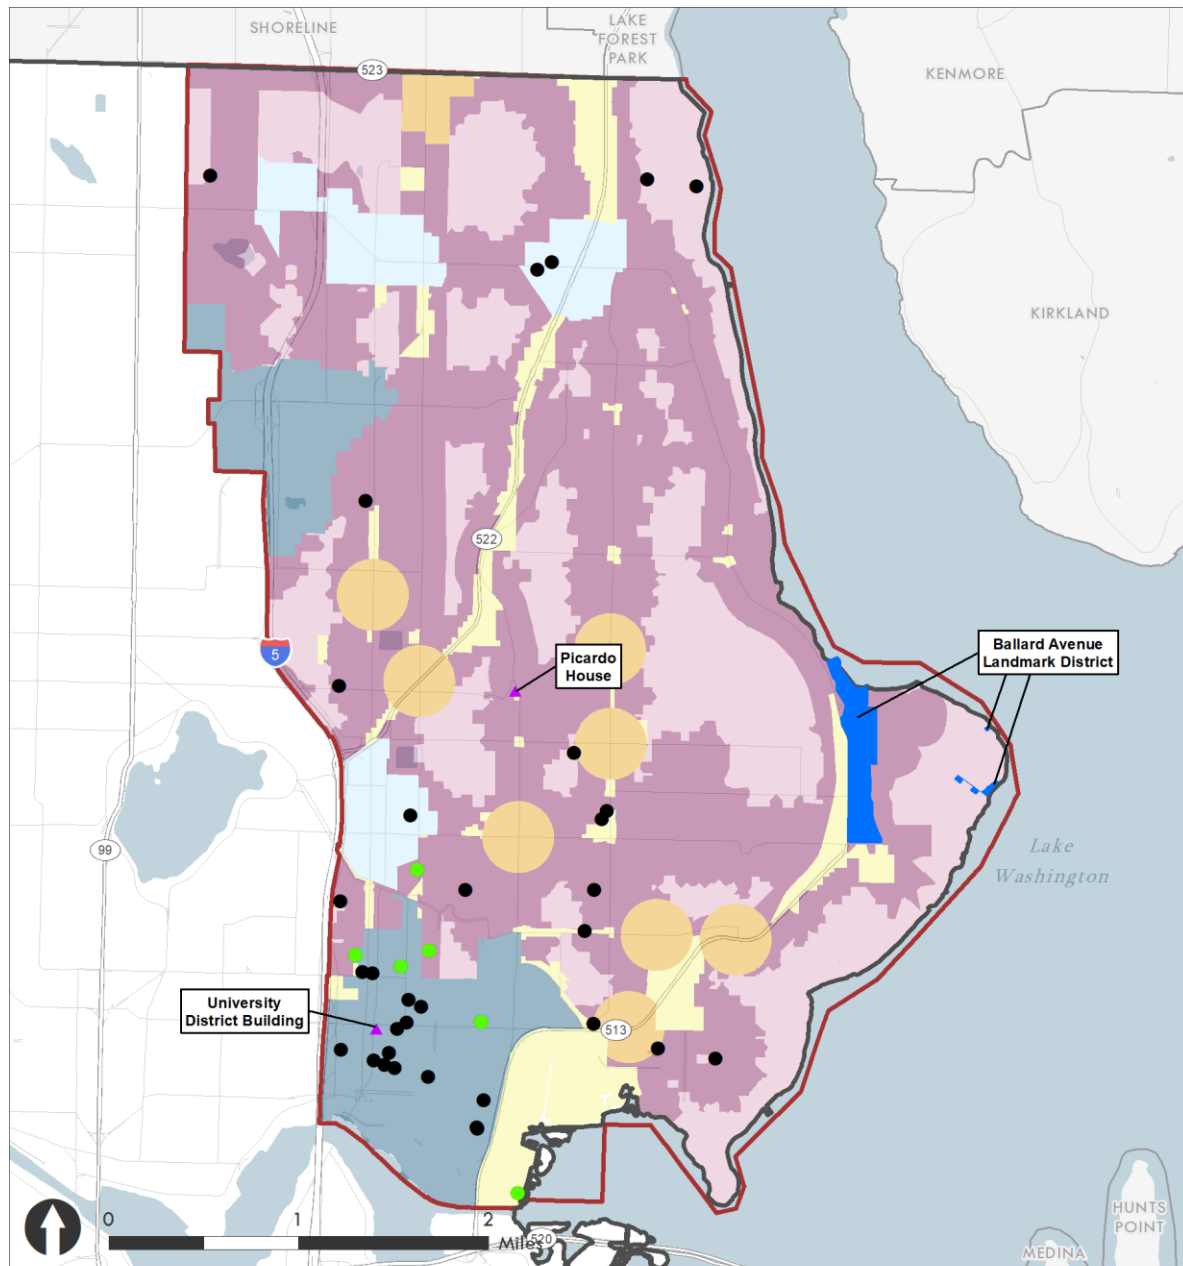 SHORELINE
LAKE
FOREST
PARK
523
KENMORE
KIRKLAND
522
5
Picardo
House
Ballard Avenue
Landmark District
99
Lake
Washington
University
District Building
513
0 1 2
Miles
520
HUNTS
POINT
MEDINA